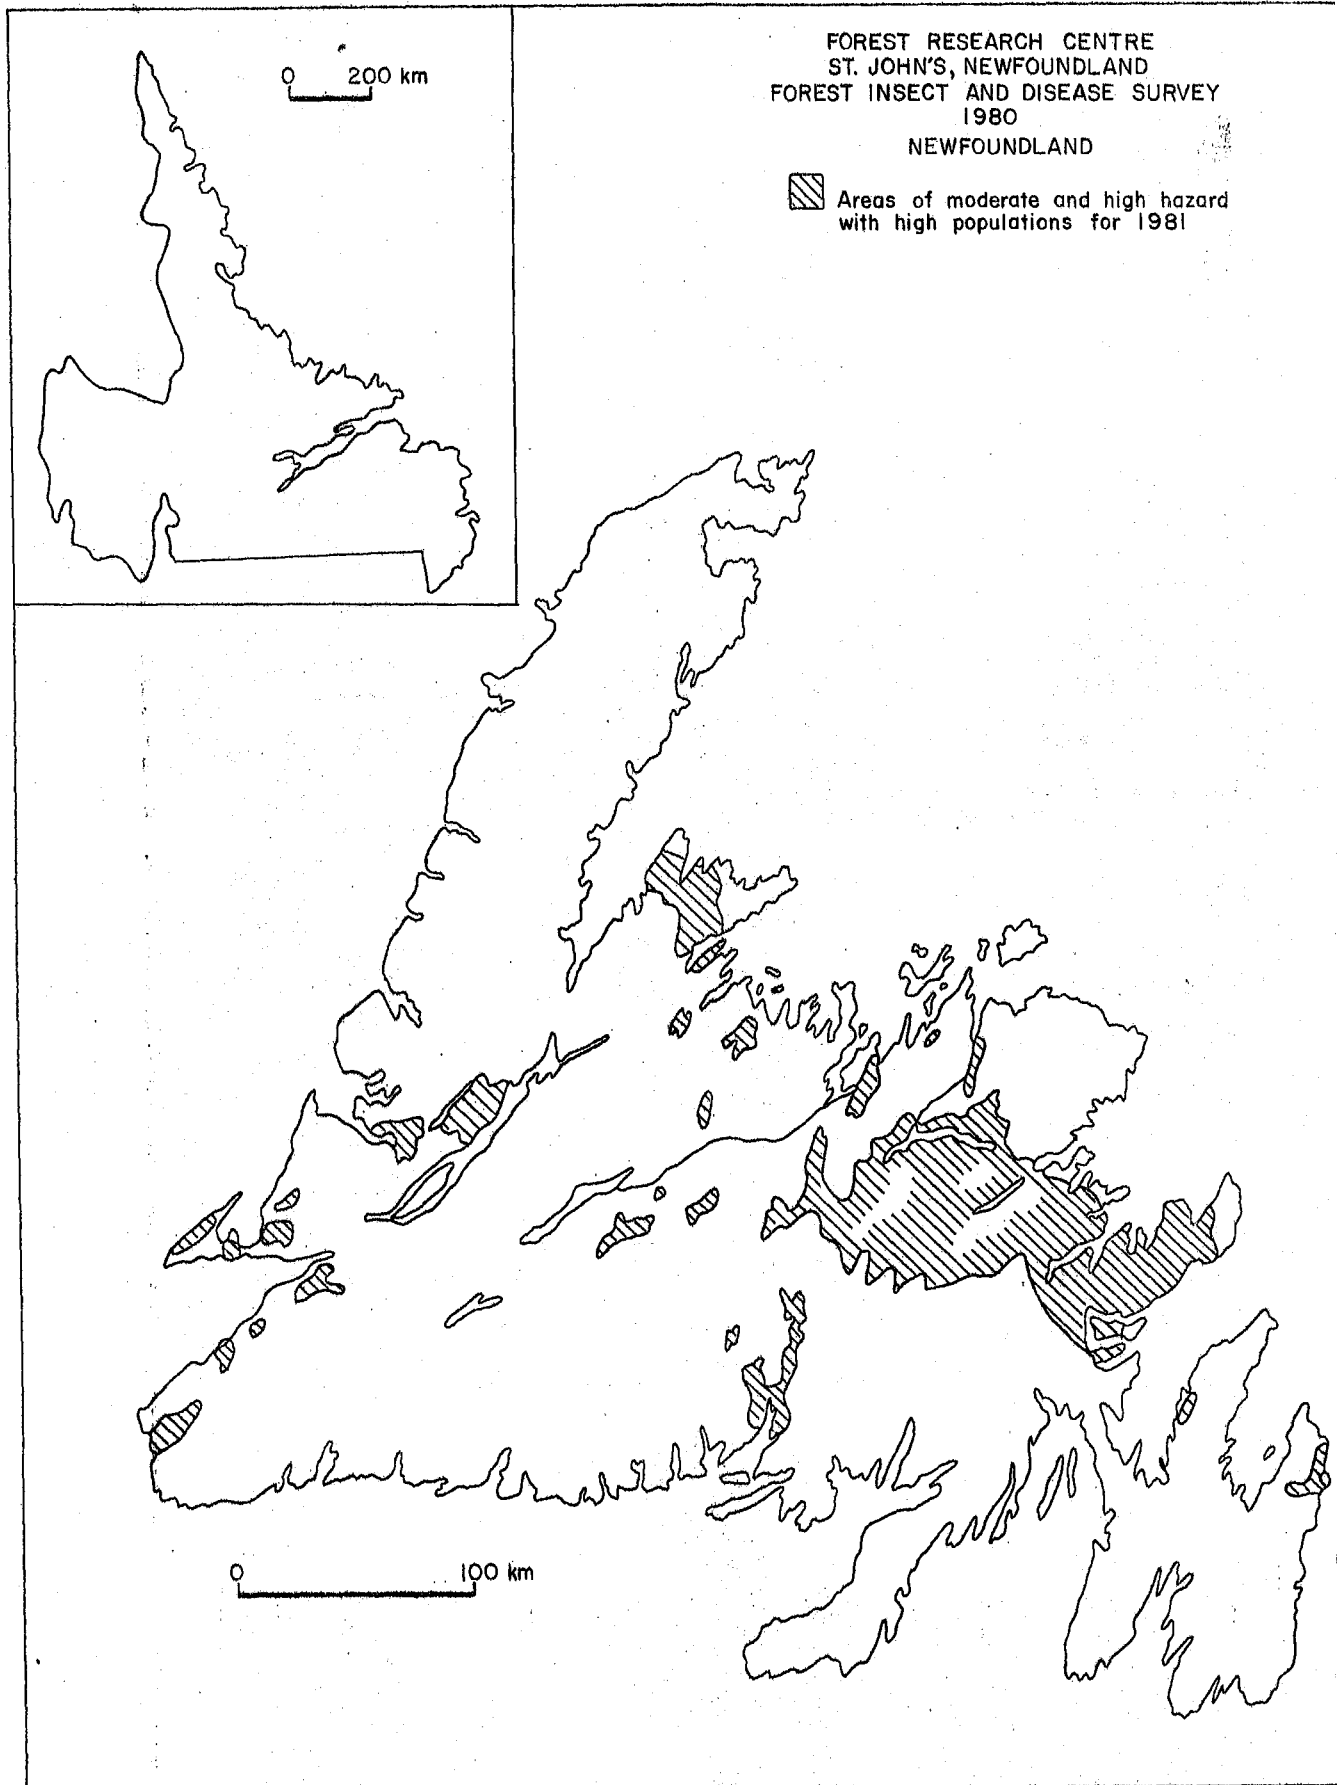 0 200 km
FOREST RESEARCH CENTRE
ST. JOHN'S, NEWFOUNDLAND
FOREST INSECT AND DISEASE SURVEY
1980
NEWFOUNDLAND
Areas of moderate and high hazard
with high populations for 1981
0 100 km